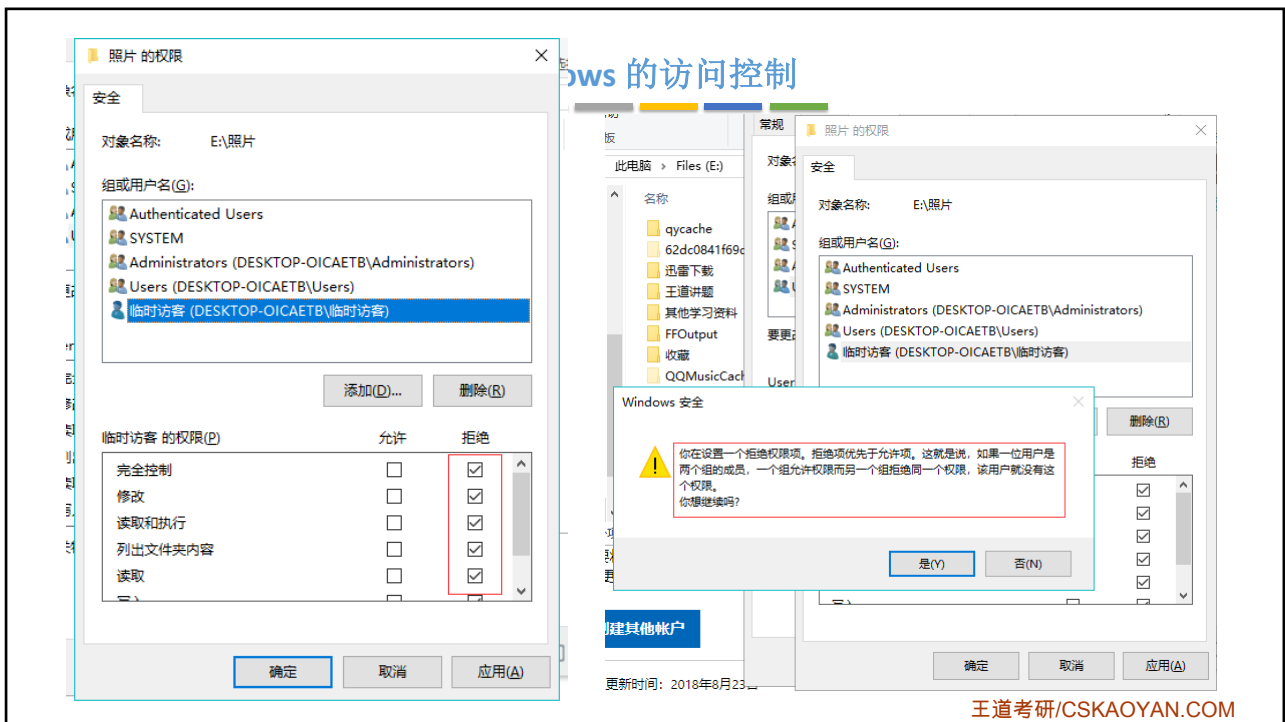 ows 的访问控制
照片 的权限
安全
对象名称: E:\照片
组或用户名(G):
Authenticated Users
SYSTEM
Administrators (DESKTOP-OICAETB\Administrators)
Users (DESKTOP-OICAETB\Users)
临时访客 (DESKTOP-OICAETB\临时访客)
添加(D)...
删除(R)
临时访客 的权限(P) 允许 拒绝
完全控制
修改
读取和执行
列出文件夹内容
读取
确定
取消
应用(A)
板
此电脑 › Files (E:)
名称
qycache
62dc0841f69c
迅雷下载
王道讲题
其他学习资料
FFOutput
收藏
QQMusicCach
常规
对象
组或
要更
User
照片 的权限
安全
对象名称: E:\照片
组或用户名(G):
Authenticated Users
SYSTEM
Administrators (DESKTOP-OICAETB\Administrators)
Users (DESKTOP-OICAETB\Users)
临时访客 (DESKTOP-OICAETB\临时访客)
删除(R)
拒绝
Windows 安全
你在设置一个拒绝权限项。拒绝项优先于允许项。这就是说，如果一位用户是
两个组的成员，一个组允许权限而另一个组拒绝同一个权限，该用户就没有这
个权限。
你想继续吗?
是(Y)
否(N)
建其他帐户
更新时间: 2018年8月23
确定
取消
应用(A)
王道考研/CSKAOYAN.COM